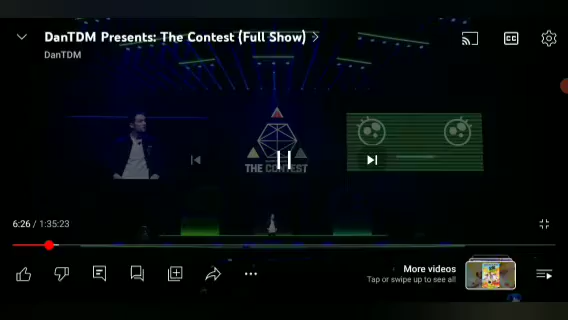 DanTDM Presents: The Contest (Full Show)
DanTDM
CC
THE CONTEST
6:26 / 1:35:23
More videos
Tap or swipe up to see all